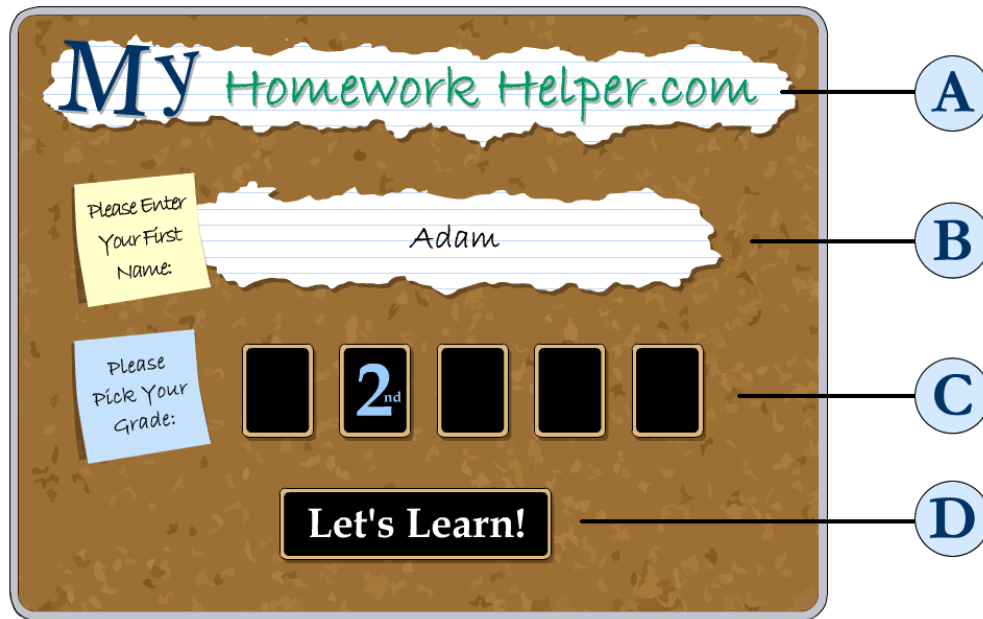 My Homework Helper.com
A
Please Enter
Your First
Name:
Adam
B
Please
Pick Your
Grade:
2nd
C
Let's Learn!
D